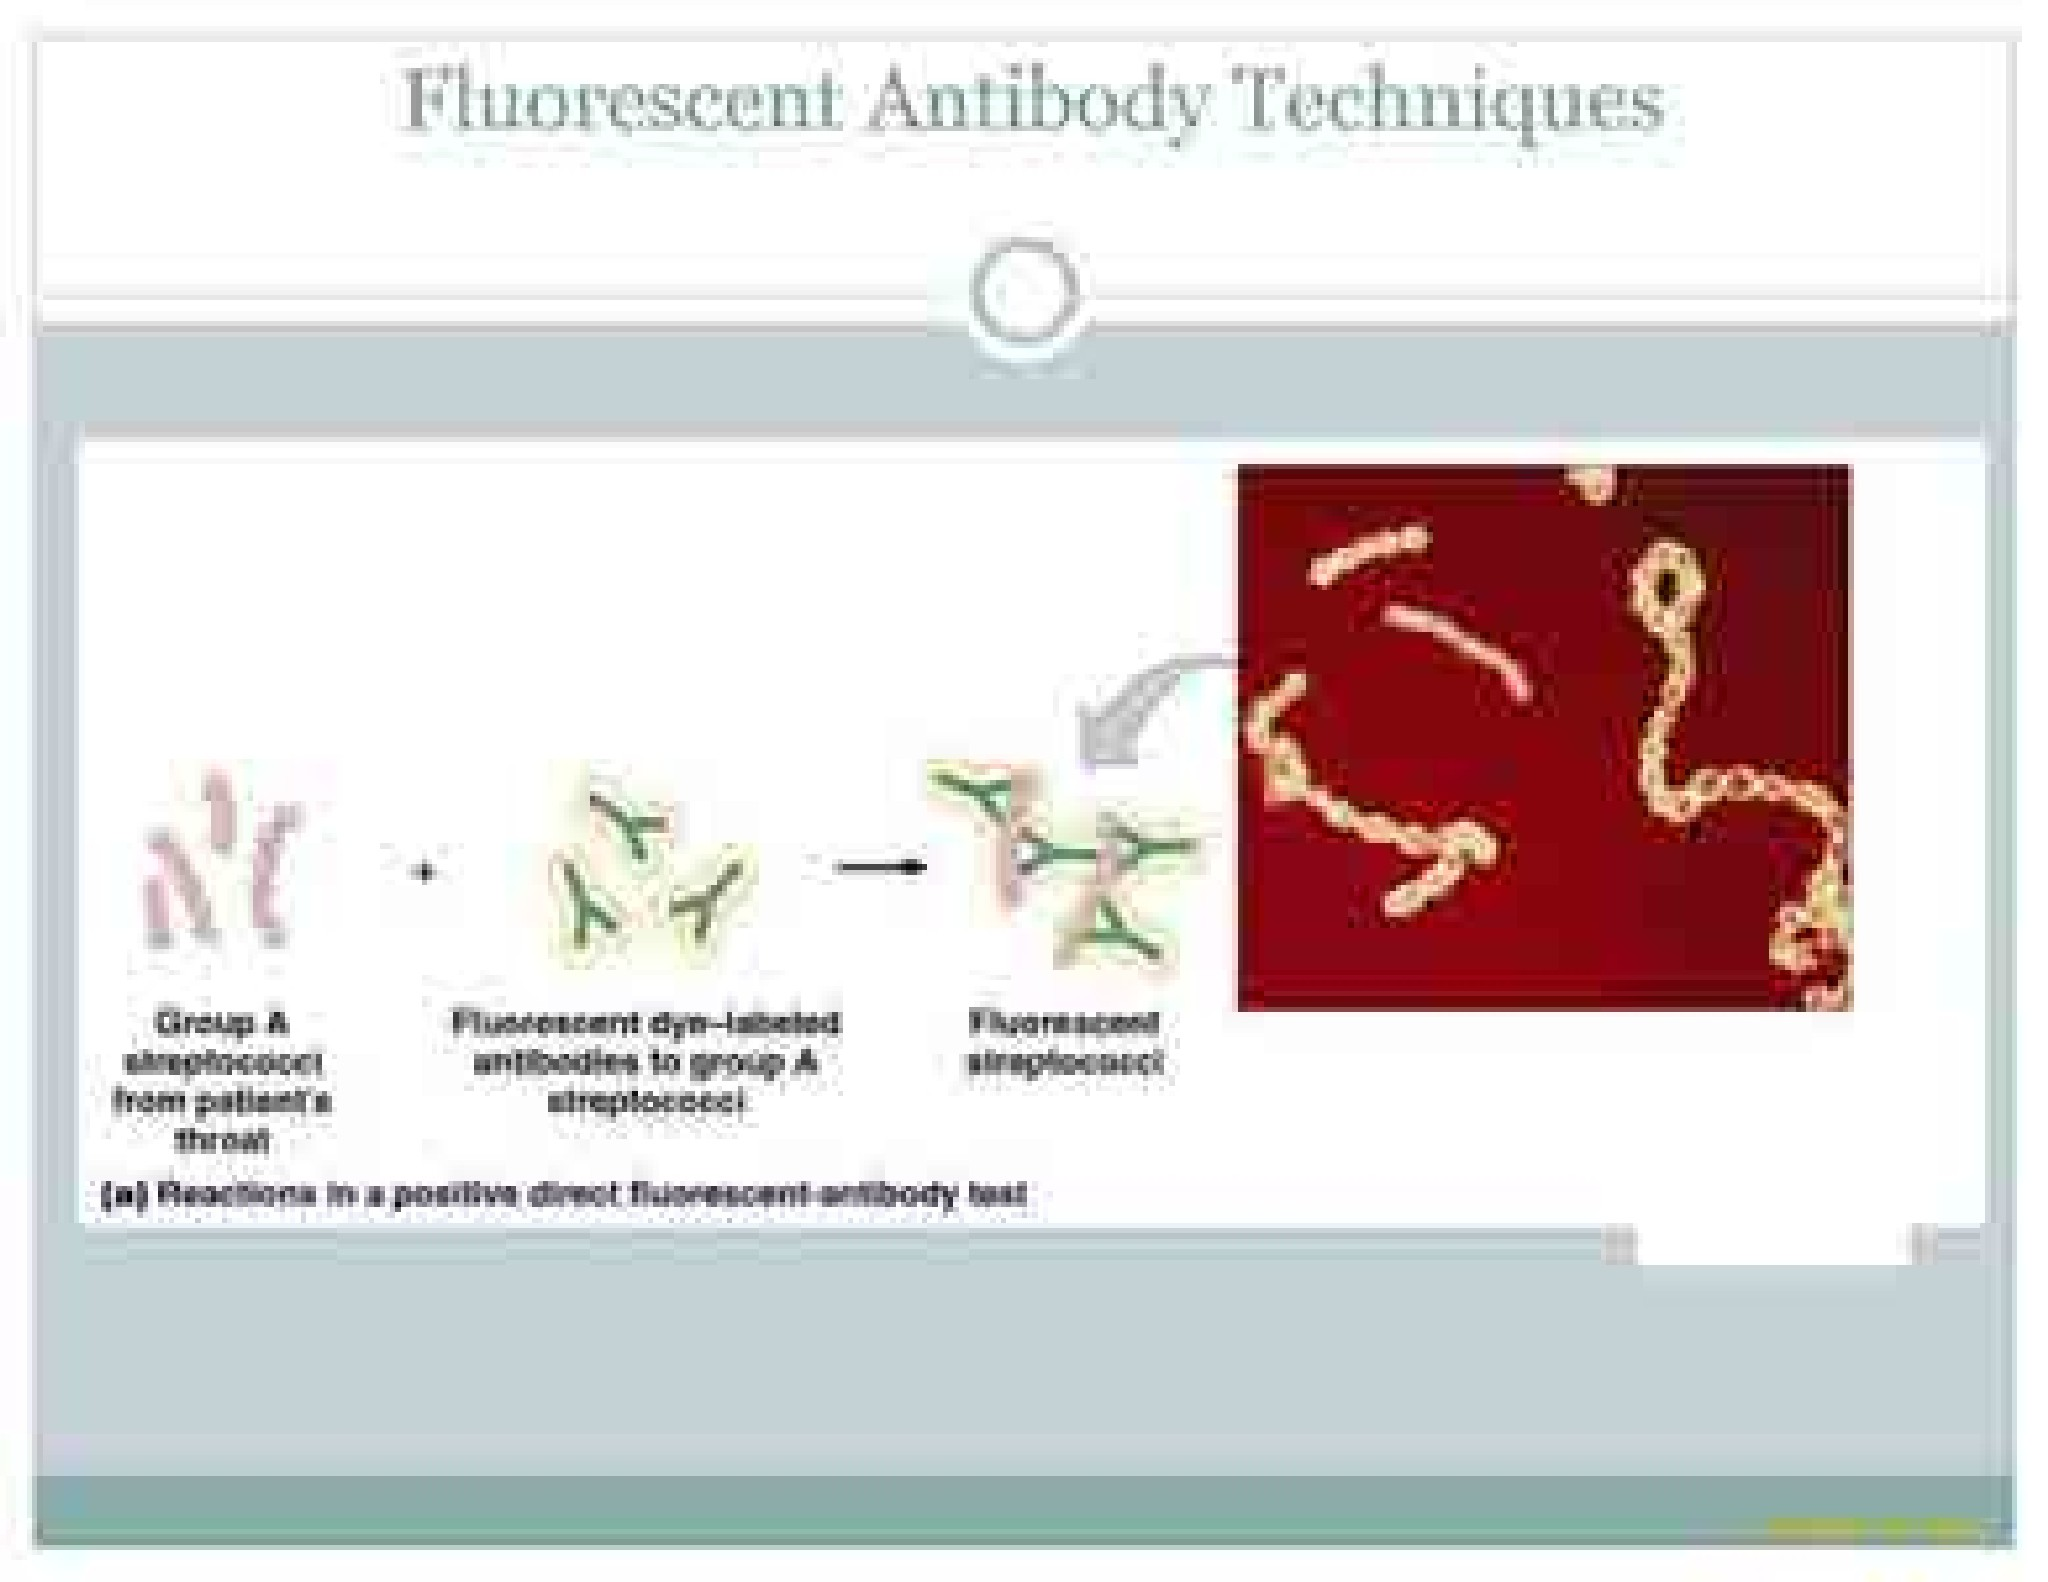 Fluorescent Antibody Techniques
Group A
streptococci
from patient's
throat
+
Fluorescent dye-labeled
antibodies to group A
streptococci
Fluorescent
streptococci
(a) Reactions in a positive direct fluorescent-antibody test